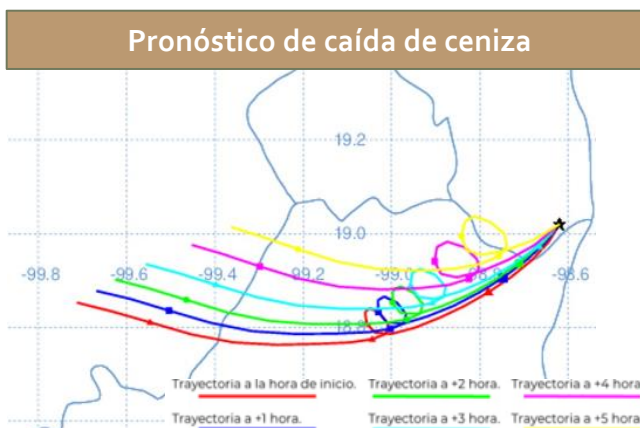 Pronóstico de caída de ceniza
19.2
19.0
-99.8 -99.6 -99.4 -99.2 -99.0 -98.8 -98.6
18.8
Trayectoria a la hora de inicio. Trayectoria a +2 hora. Trayectoria a +4 hora.
Trayectoria a +1 hora. Trayectoria a +3 hora. Trayectoria a +5 hora